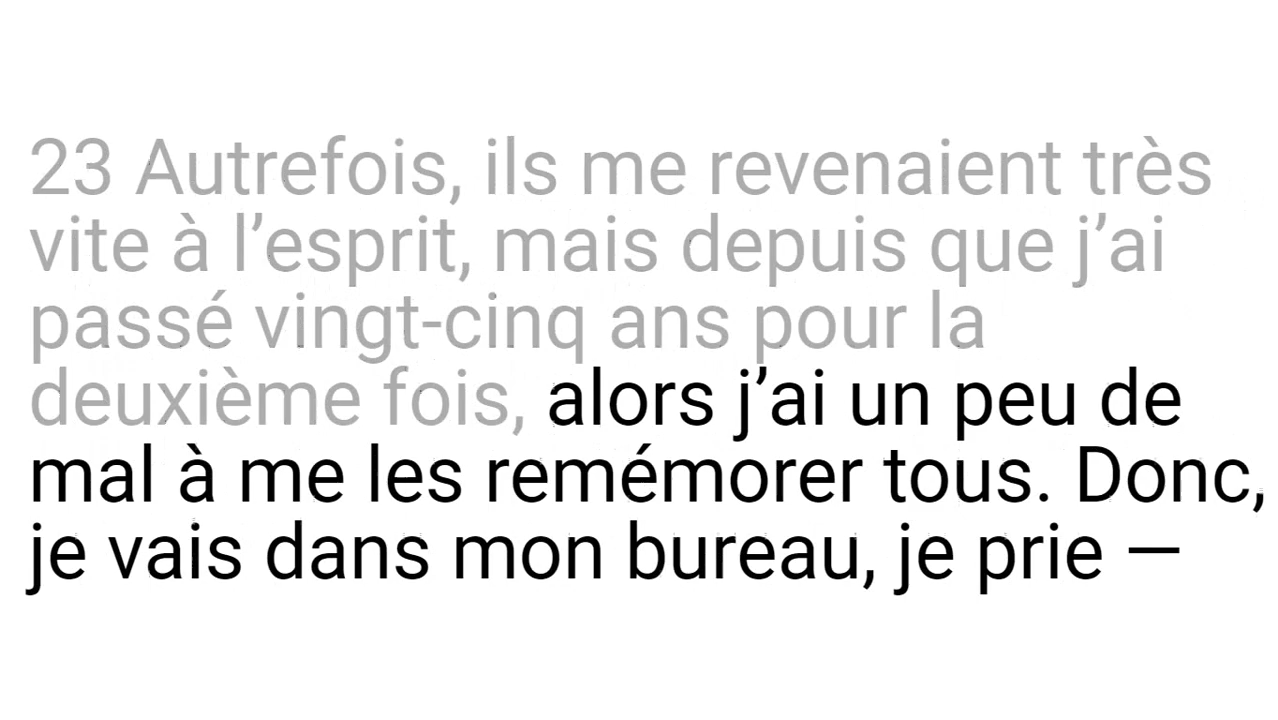 23 Autrefois, ils me revenaient très
vite à l’esprit, mais depuis que j’ai
passé vingt-cinq ans pour la
deuxième fois, alors j’ai un peu de
mal à me les remémorer tous. Donc,
je vais dans mon bureau, je prie —